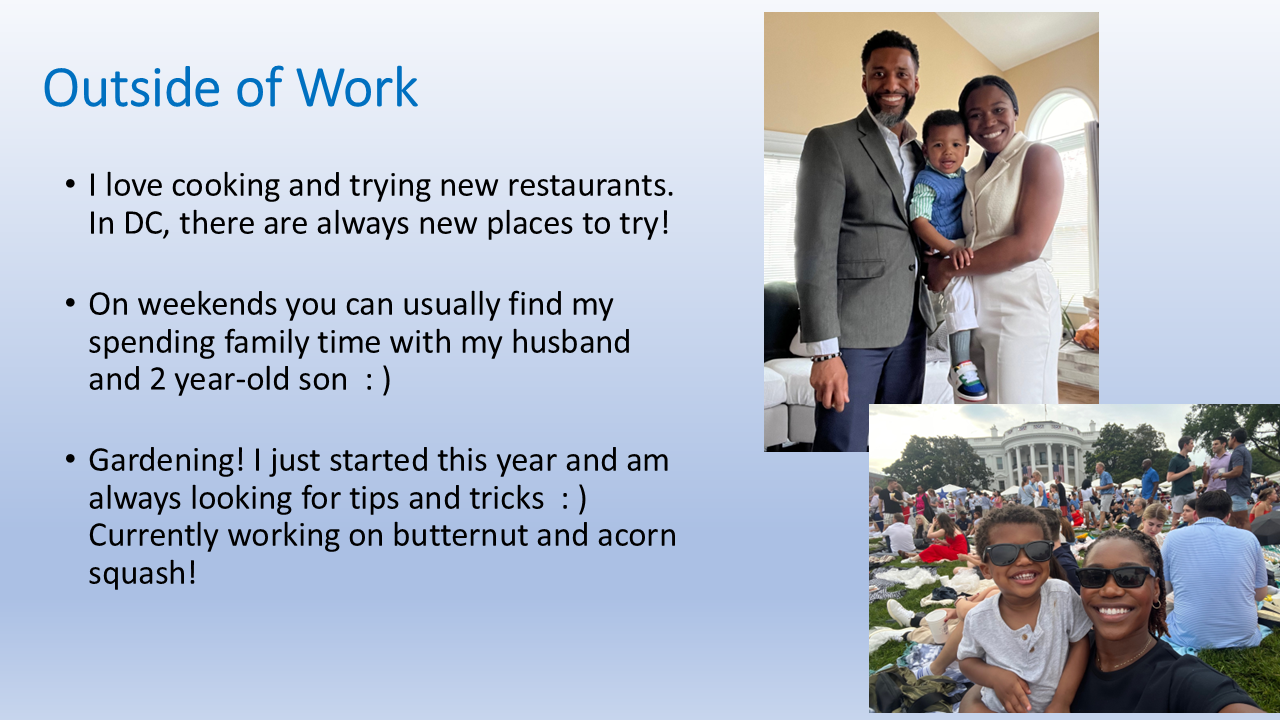 Outside of Work
• I love cooking and trying new restaurants.
In DC, there are always new places to try!
• On weekends you can usually find my
spending family time with my husband
and 2 year-old son : )
• Gardening! I just started this year and am
always looking for tips and tricks : )
Currently working on butternut and acorn
squash!